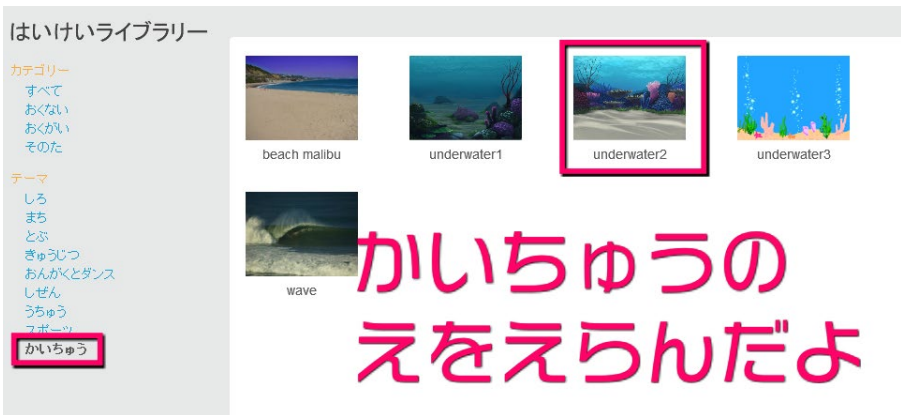 はいけいライブラリー
カテゴリー
すべて
おくない
おくがい
そのた
テーマ
しろ
まち
とぶ
きゅうじつ
おんがくとダンス
しぜん
うちゅう
スポーツ
かいちゅう
beach malibu
underwater1
underwater2
underwater3
wave
かいちゅうの
えをえらんだよ